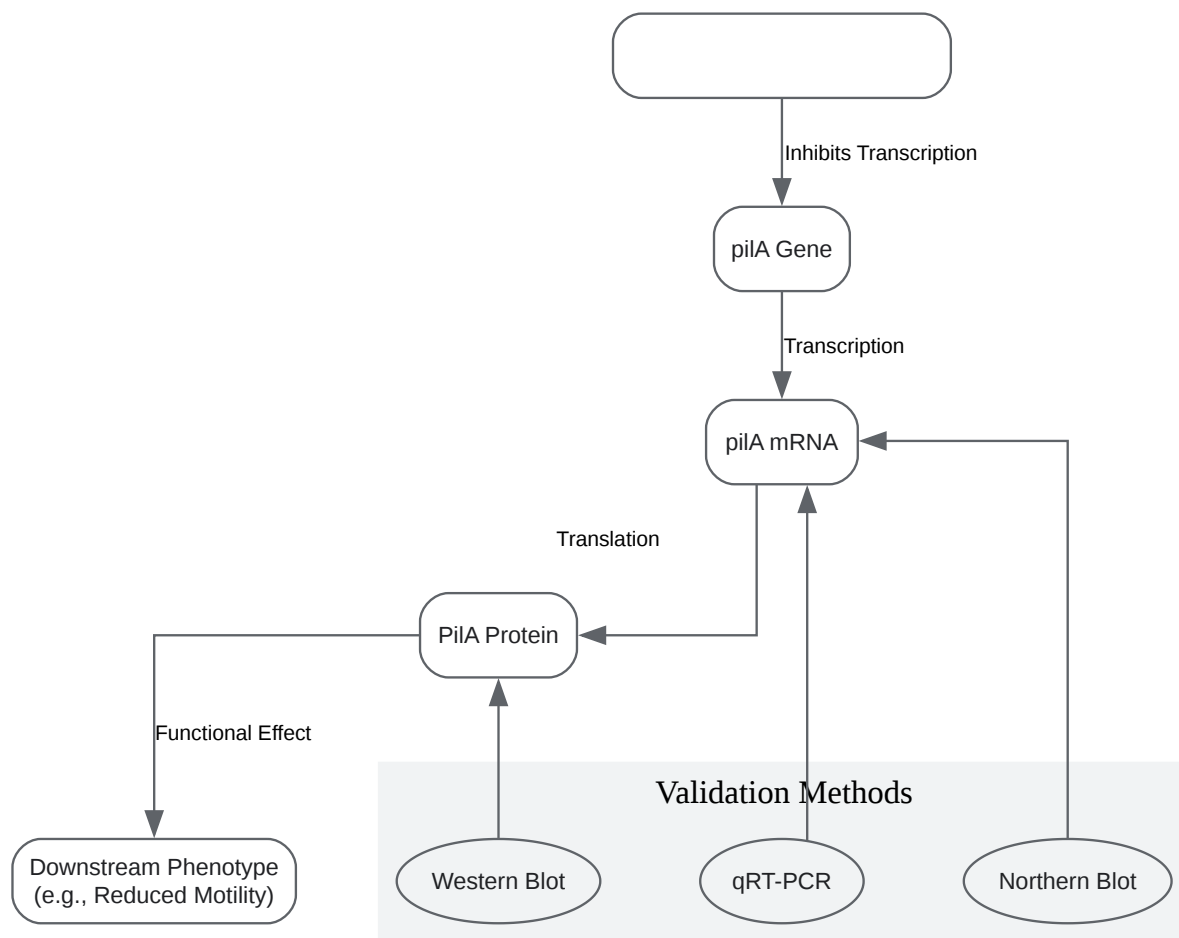 Inhibits Transcription
pilA Gene
Transcription
pilA mRNA
Translation
PilA Protein
Functional Effect
Validation Methods
Downstream Phenotype
(e.g., Reduced Motility)
Western Blot
qRT-PCR
Northern Blot